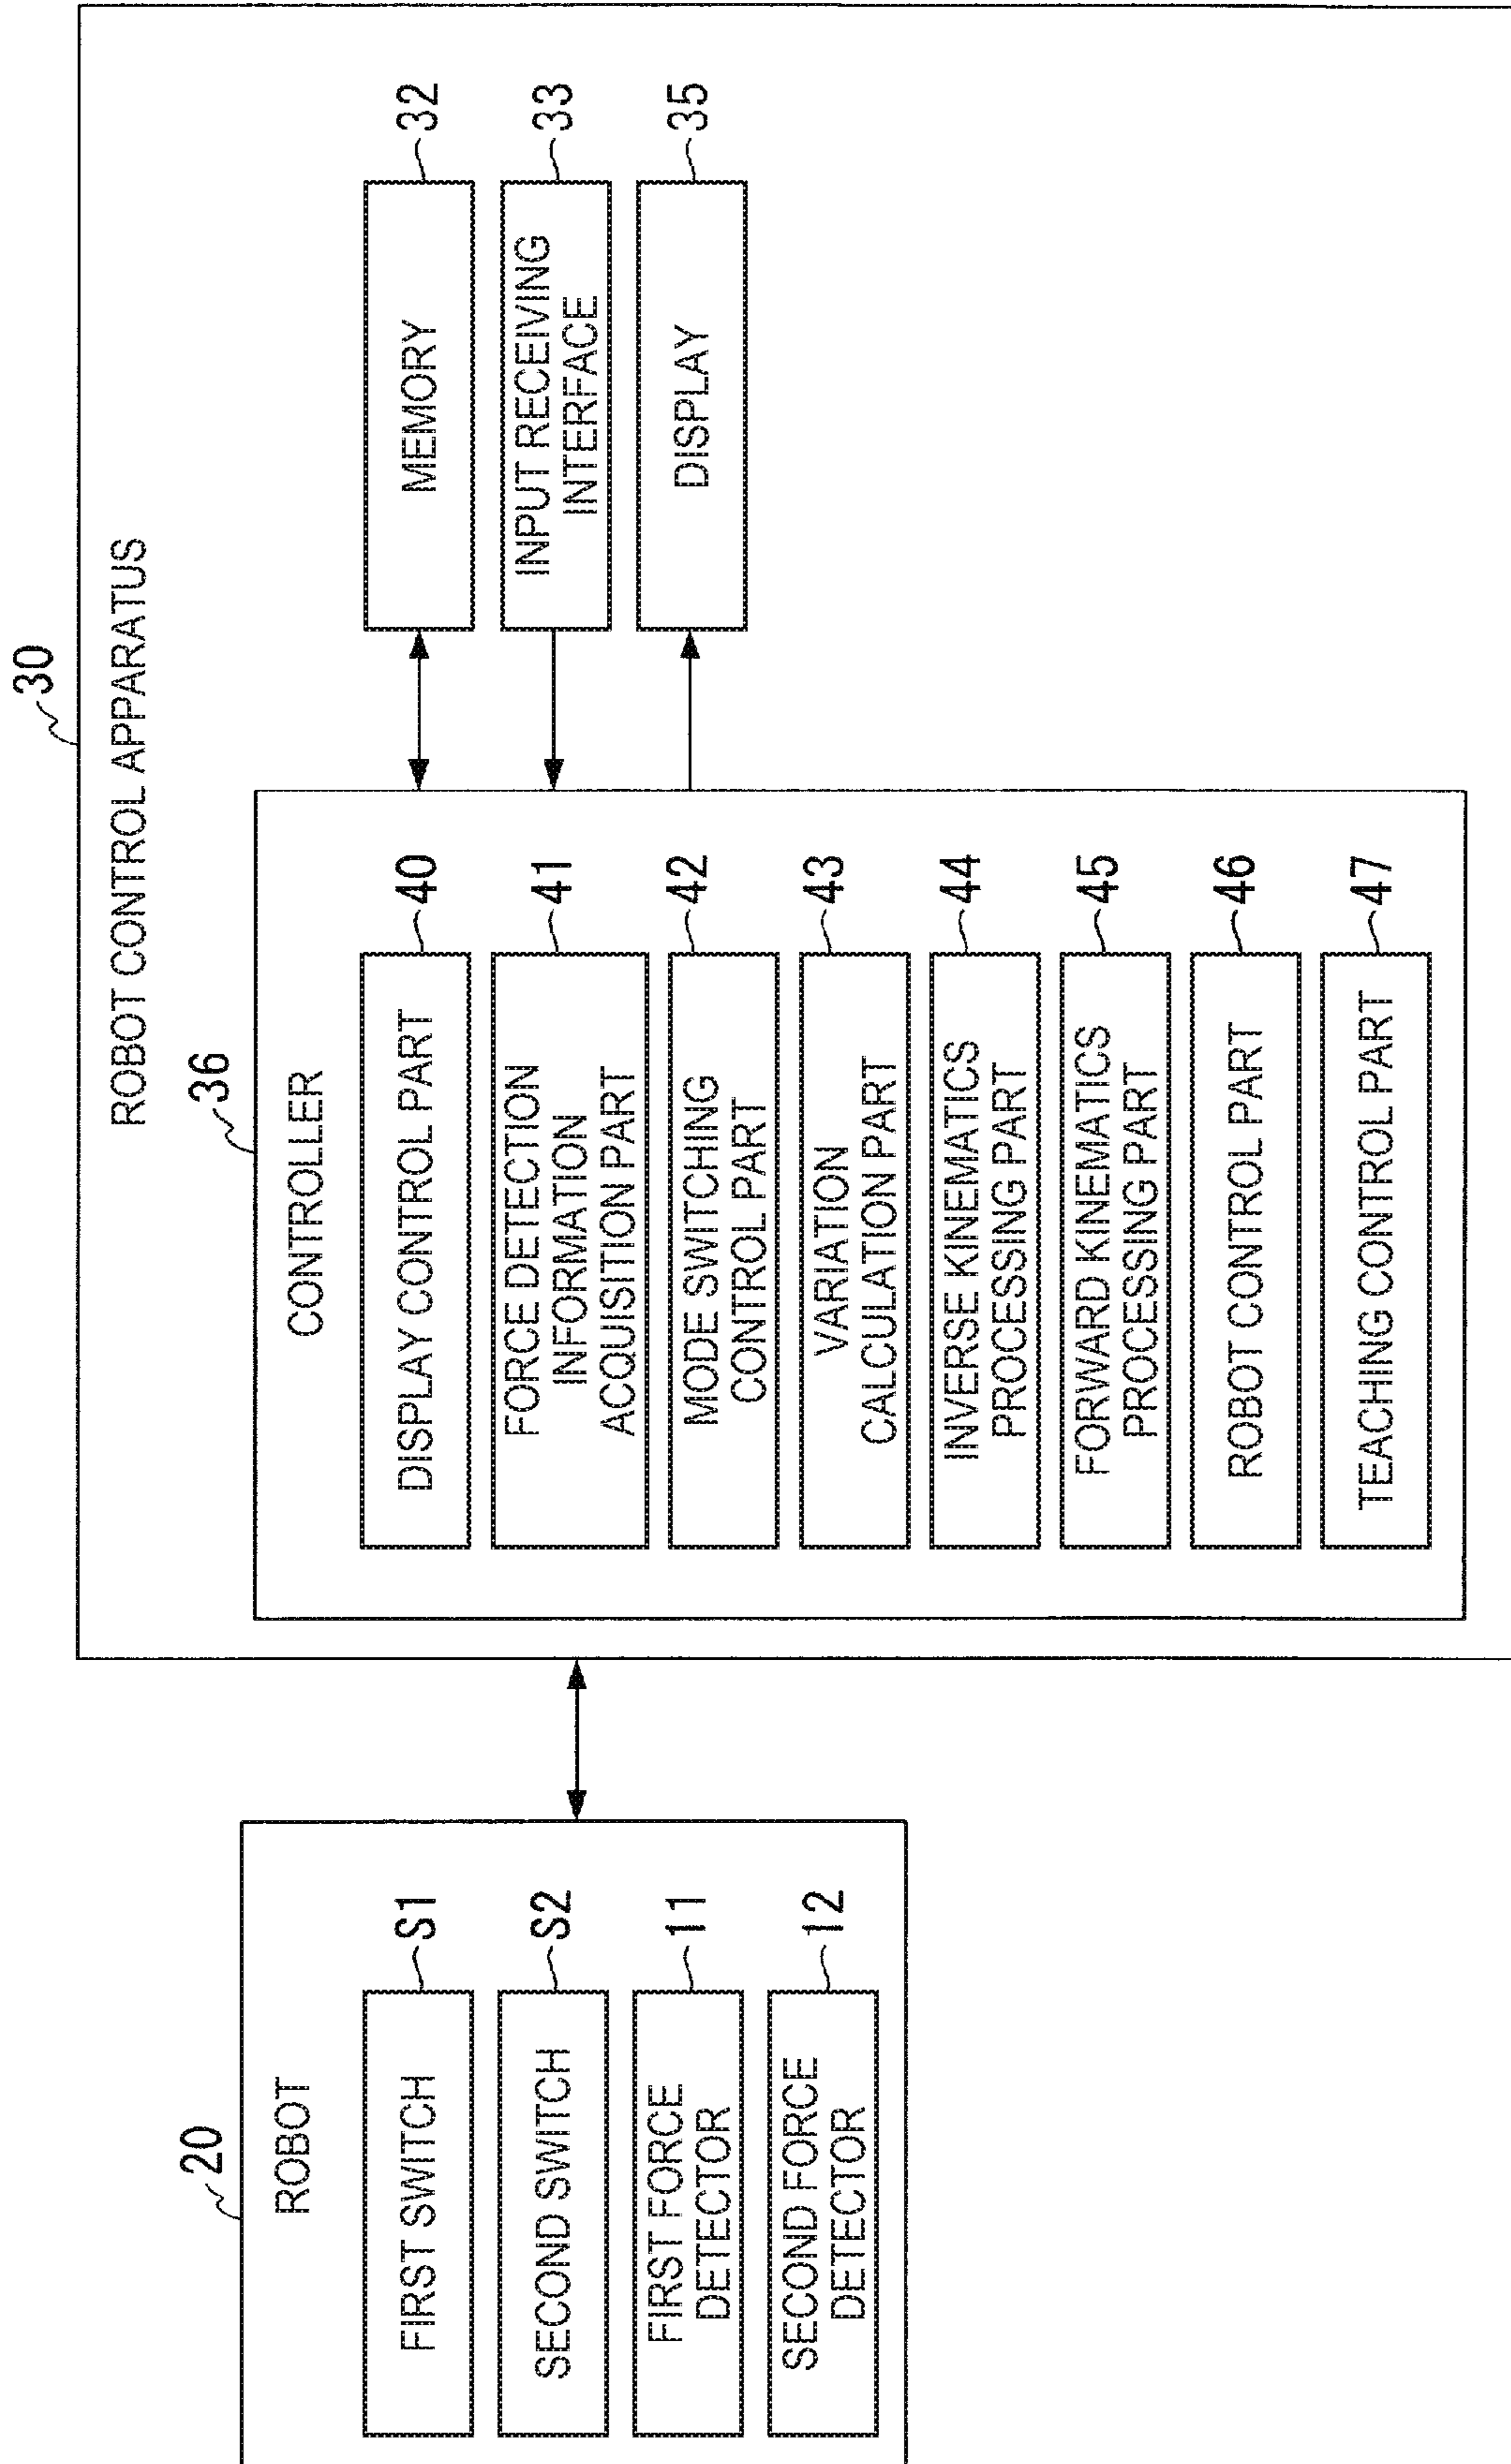 20
ROBOT
FIRST SWITCH
S1
SECOND SWITCH
S2
FIRST FORCE
DETECTOR
11
SECOND FORCE
DETECTOR
12
30
ROBOT CONTROL APPARATUS
36
CONTROLLER
DISPLAY CONTROL PART
40
FORCE DETECTION
INFORMATION
ACQUISITION PART
41
MODE SWITCHING
CONTROL PART
42
VARIATION
CALCULATION PART
43
INVERSE KINEMATICS
PROCESSING PART
44
FORWARD KINEMATICS
PROCESSING PART
45
ROBOT CONTROL PART
46
TEACHING CONTROL PART
47
MEMORY
32
INPUT RECEIVING
INTERFACE
33
DISPLAY
35